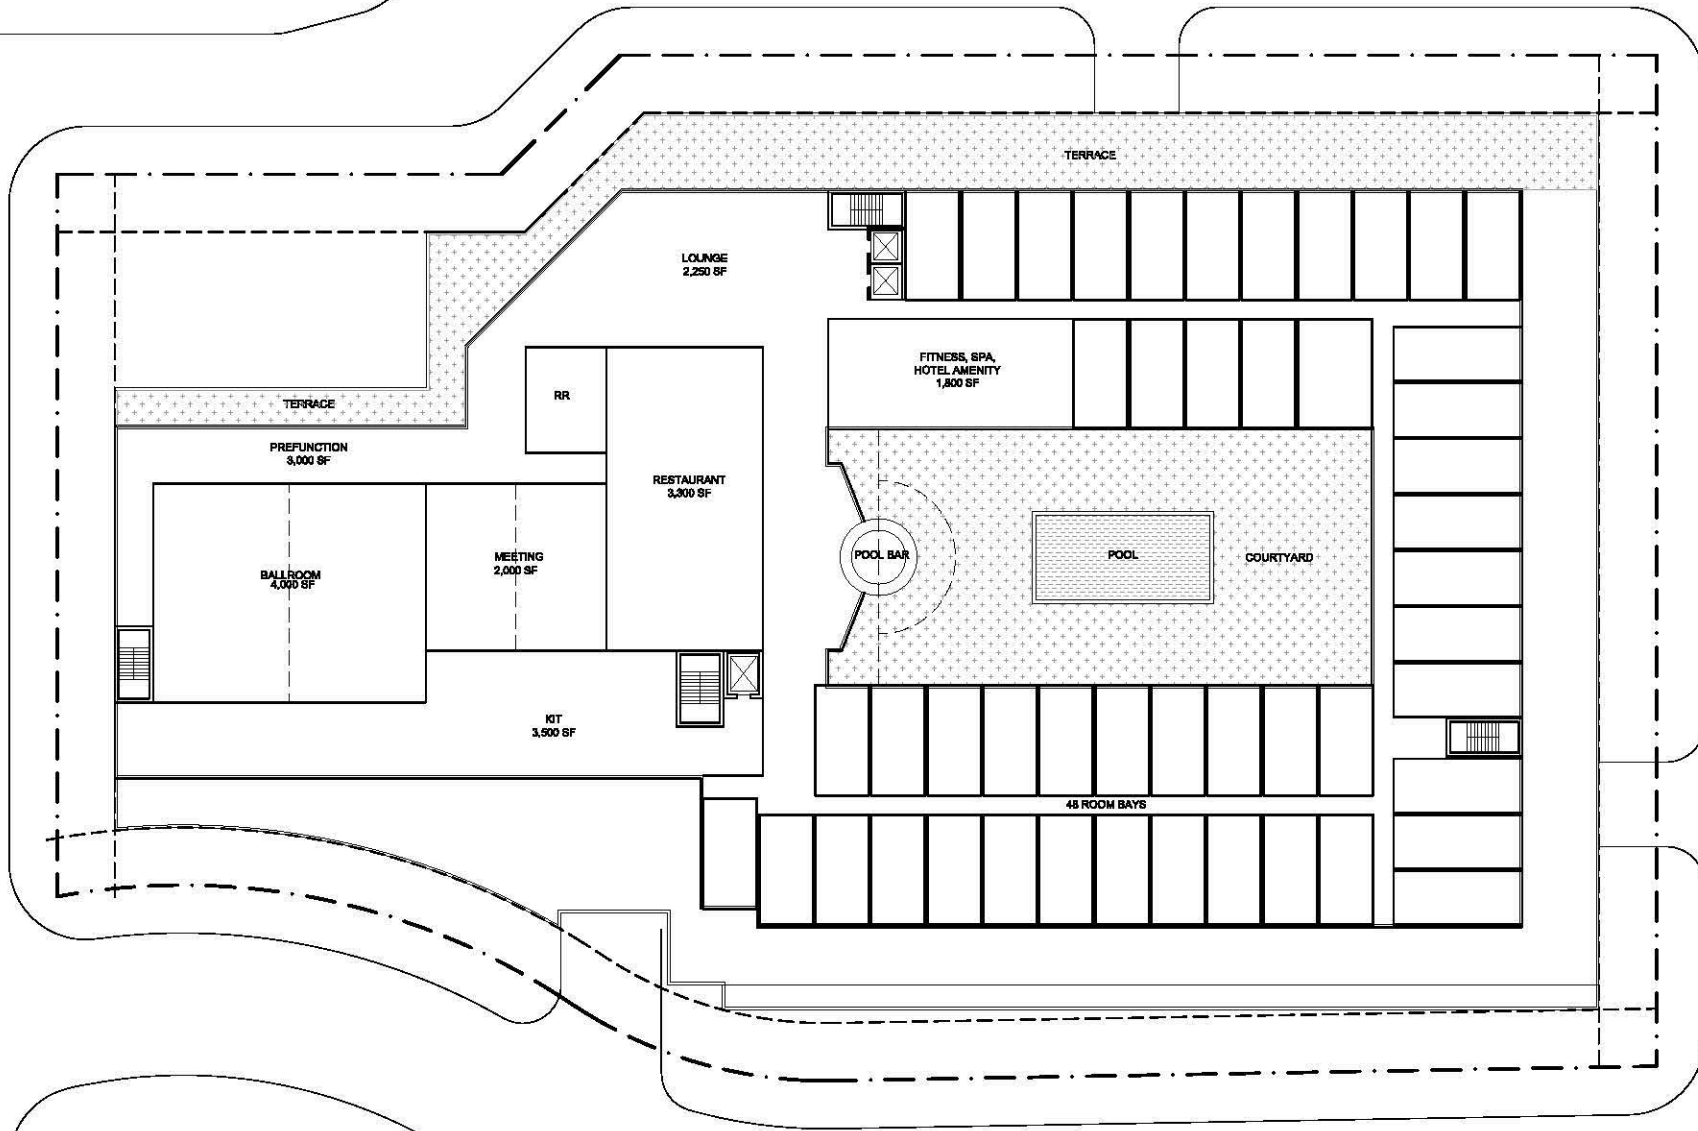 TERRACE
LOUNGE
2,250 SF
FITNESS, SPA,
HOTEL AMENITY
1,800 SF
RR
TERRACE
PREFUNCTION
3,000 SF
RESTAURANT
3,300 SF
MEETING
2,000 SF
BALLROOM
4,000 SF
POOL BAR
POOL
COURTYARD
KIT
3,500 SF
48 ROOM BAYS